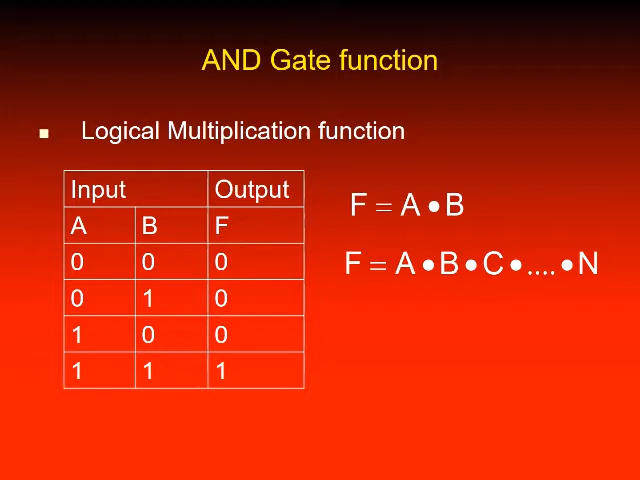 AND Gate function
Logical Multiplication function
Input Output
A B F
0 0 0
0 1 0
1 0 0
1 1 1
F = A • B
F = A • B • C • .... • N